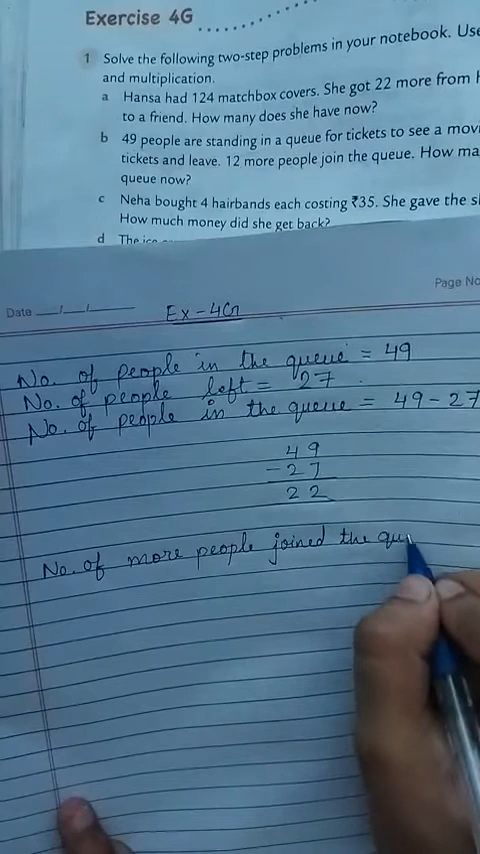 Exercise 4G
1 Solve the following two-step problems in your notebook. Use
and multiplication.
a Hansa had 124 matchbox covers. She got 22 more from
to a friend. How many does she have now?
b 49 people are standing in a queue for tickets to see a movi
tickets and leave. 12 more people join the queue. How ma
queue now?
c Neha bought 4 hairbands each costing ₹35. She gave the s
How much money did she get back?
d The ice
Date
Ex-4G
Page No
No. of people in the queue = 49
No. of people left = 27
No. of people in the queue = 49-27
49
-27
22
No. of more people joined the qu